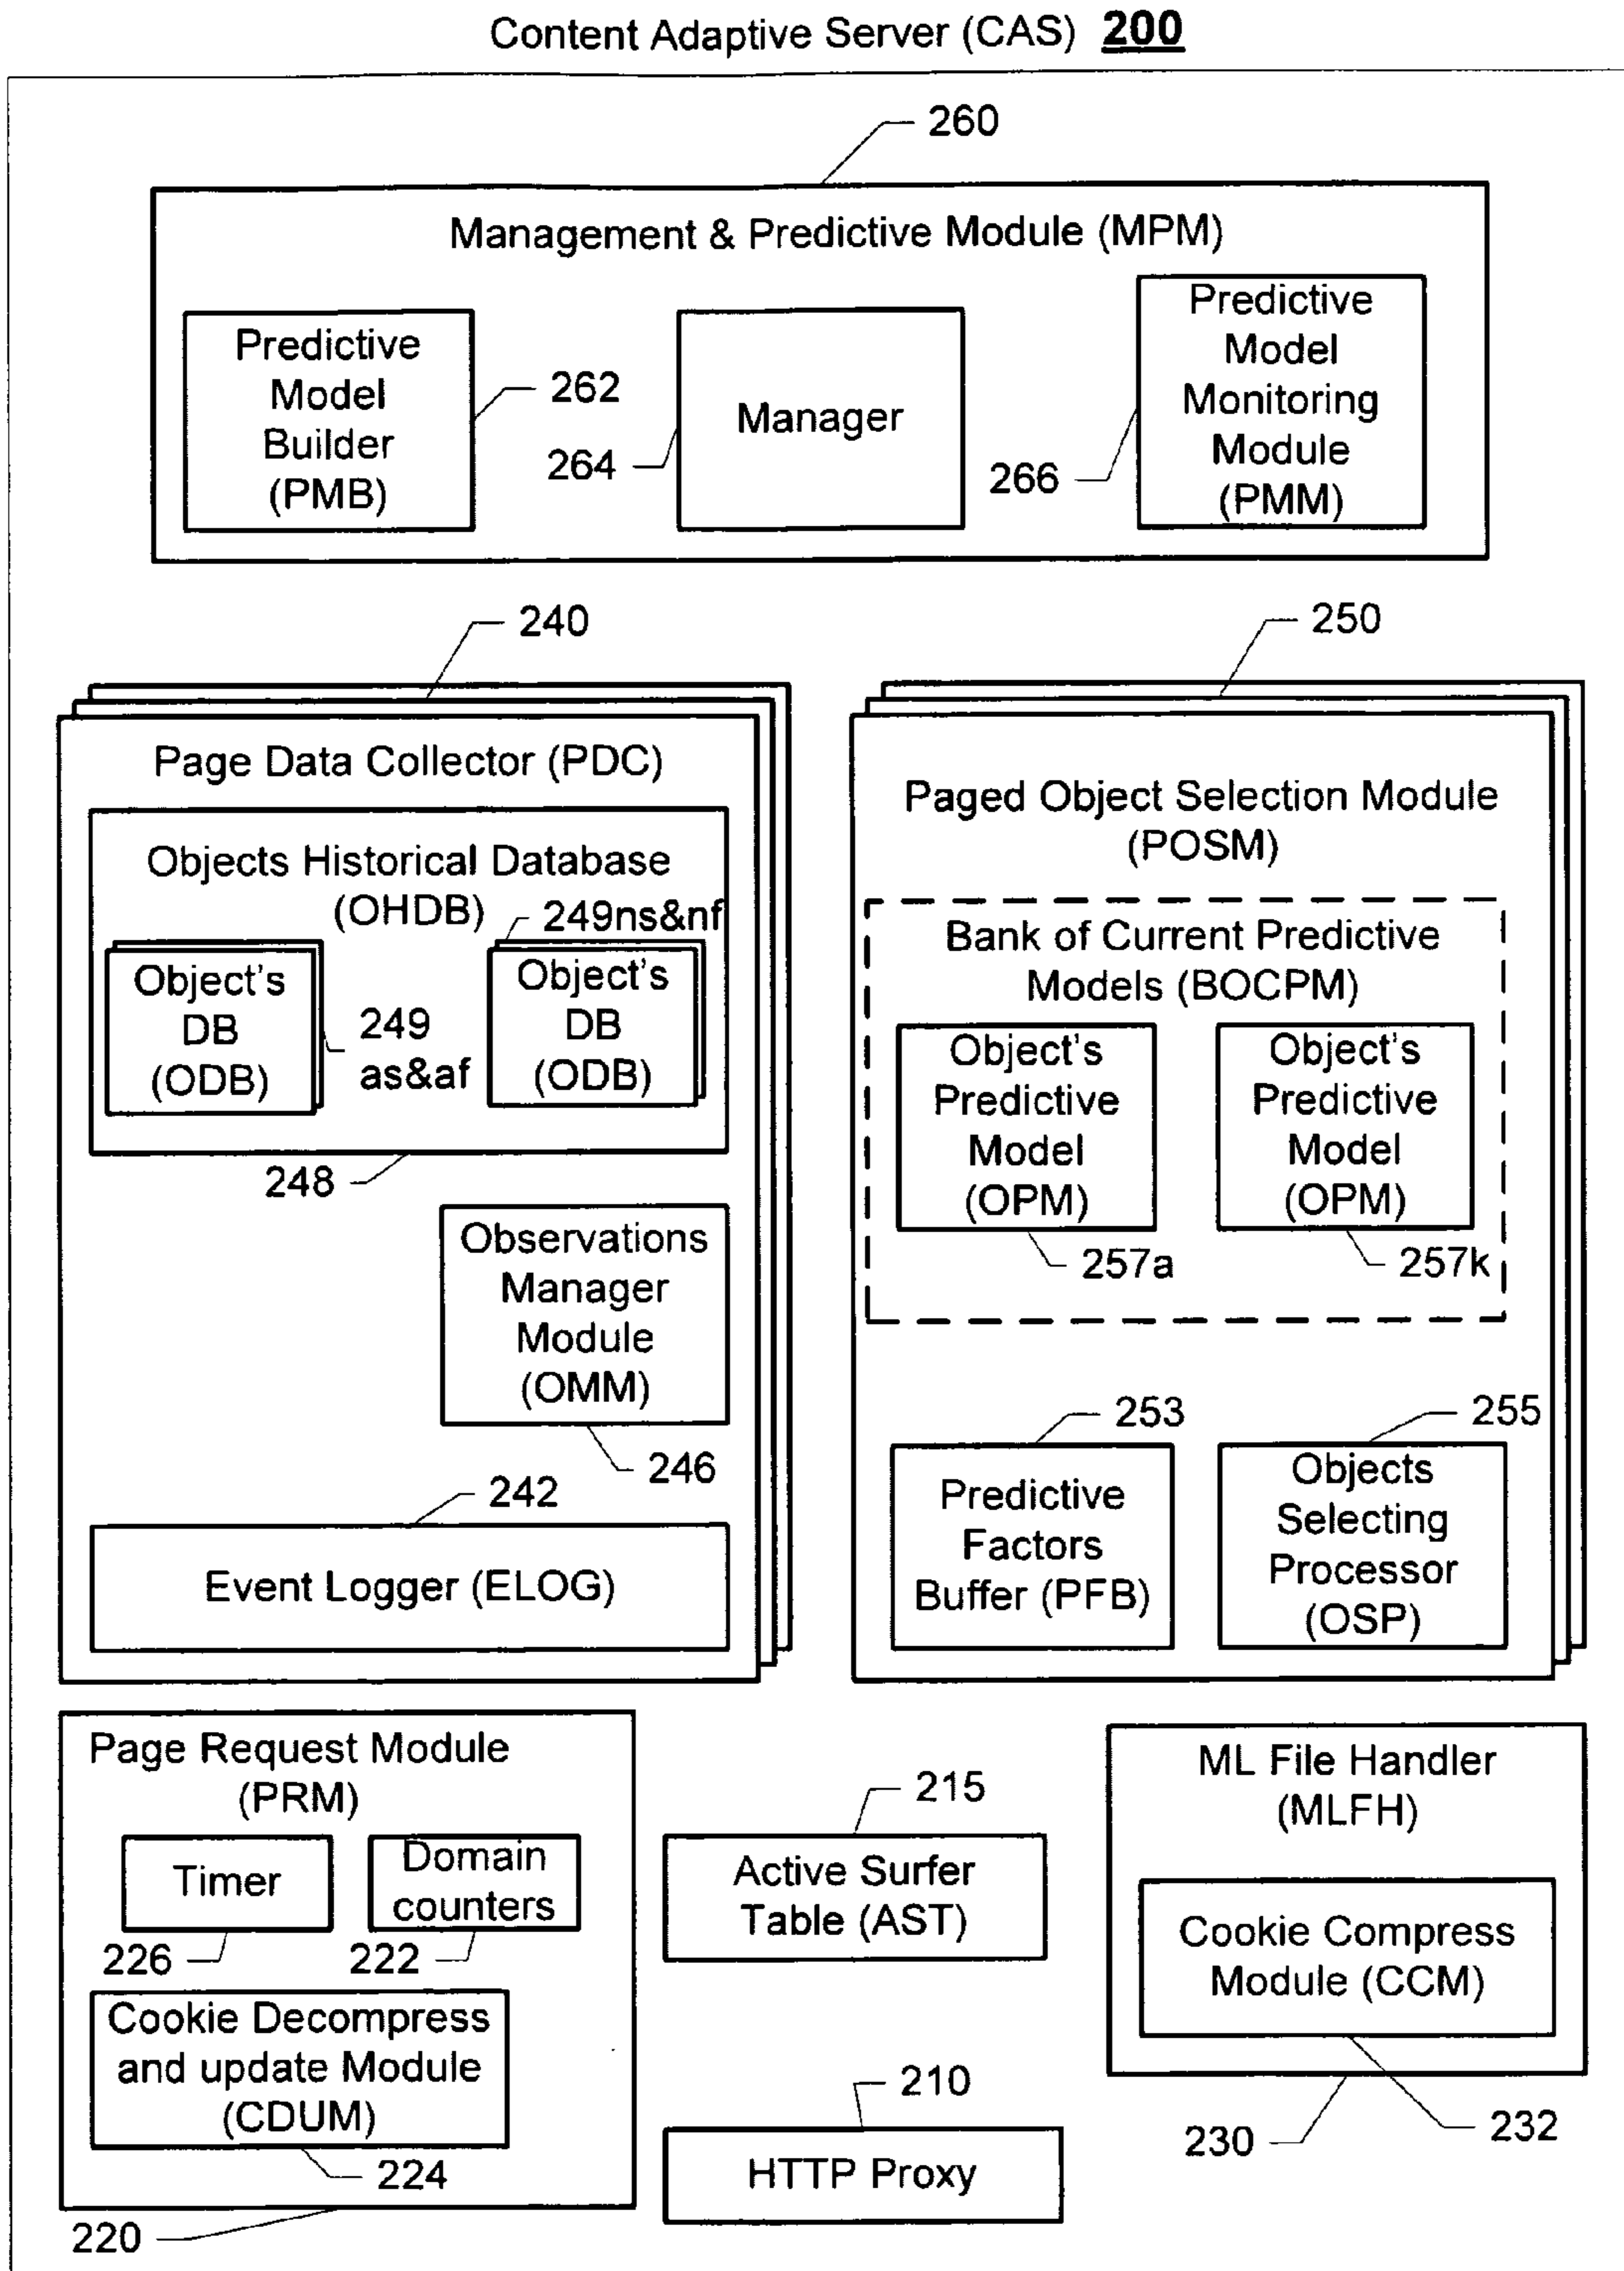 Content Adaptive Server (CAS) 200
260
Management & Predictive Module (MPM)
Predictive
Model
Builder
(PMB)
262
264
Manager
266
Predictive
Model
Monitoring
Module
(PMM)
240
Page Data Collector (PDC)
Objects Historical Database
(OHDB)
249ns&nf
Object's
DB
(ODB)
249
as&af
Object's
DB
(ODB)
248
Observations
Manager
Module
(OMM)
246
242
Event Logger (ELOG)
250
Paged Object Selection Module
(POSM)
Bank of Current Predictive
Models (BOCPM)
Object's
Predictive
Model
(OPM)
257a
Object's
Predictive
Model
(OPM)
257k
253
Predictive
Factors
Buffer (PFB)
255
Objects
Selecting
Processor
(OSP)
Page Request Module
(PRM)
Timer
226
Domain
counters
222
Cookie Decompress
and update Module
(CDUM)
224
220
215
Active Surfer
Table (AST)
210
HTTP Proxy
ML File Handler
(MLFH)
Cookie Compress
Module (CCM)
232
230